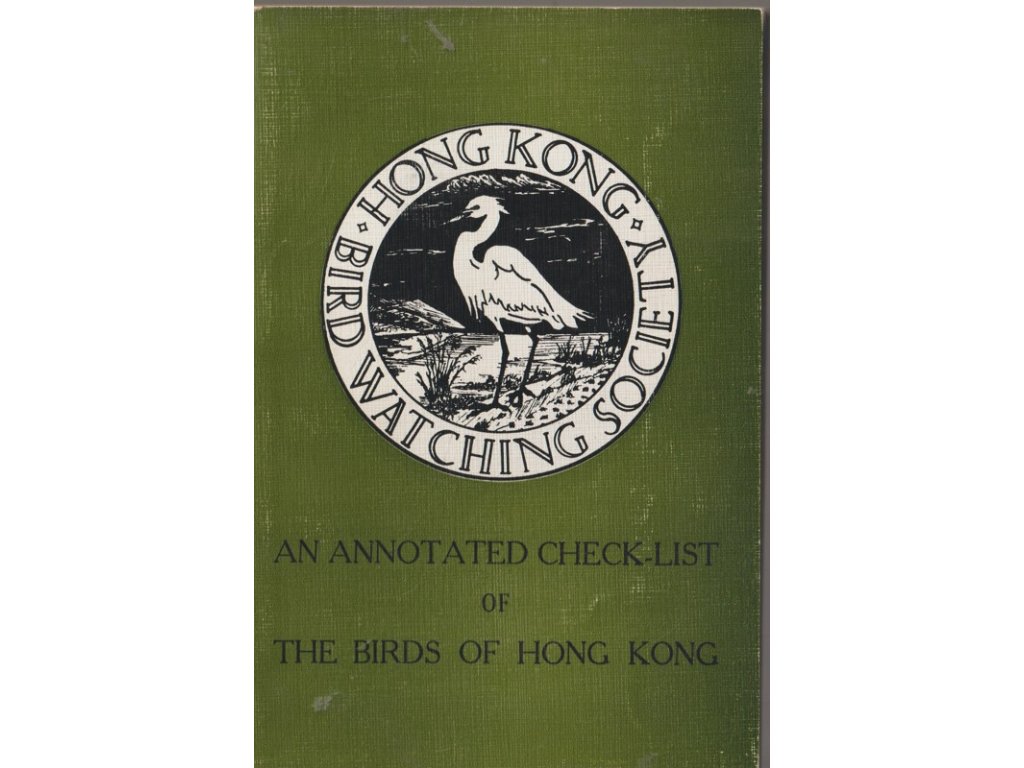 HONG KONG
BIRD WATCHING SOCIETY
AN ANNOTATED CHECK-LIST
OF
THE BIRDS OF HONG KONG